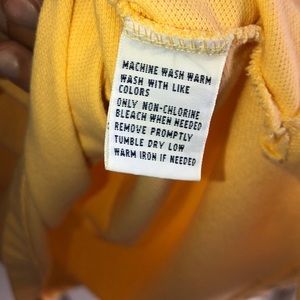 MACHINE WASH WARM
WASH WITH LIKE
COLORS
ONLY NON-CHLORINE
BLEACH WHEN NEEDED
REMOVE PROMPTLY
TUMBLE DRY LOW
WARM IRON IF NEEDED